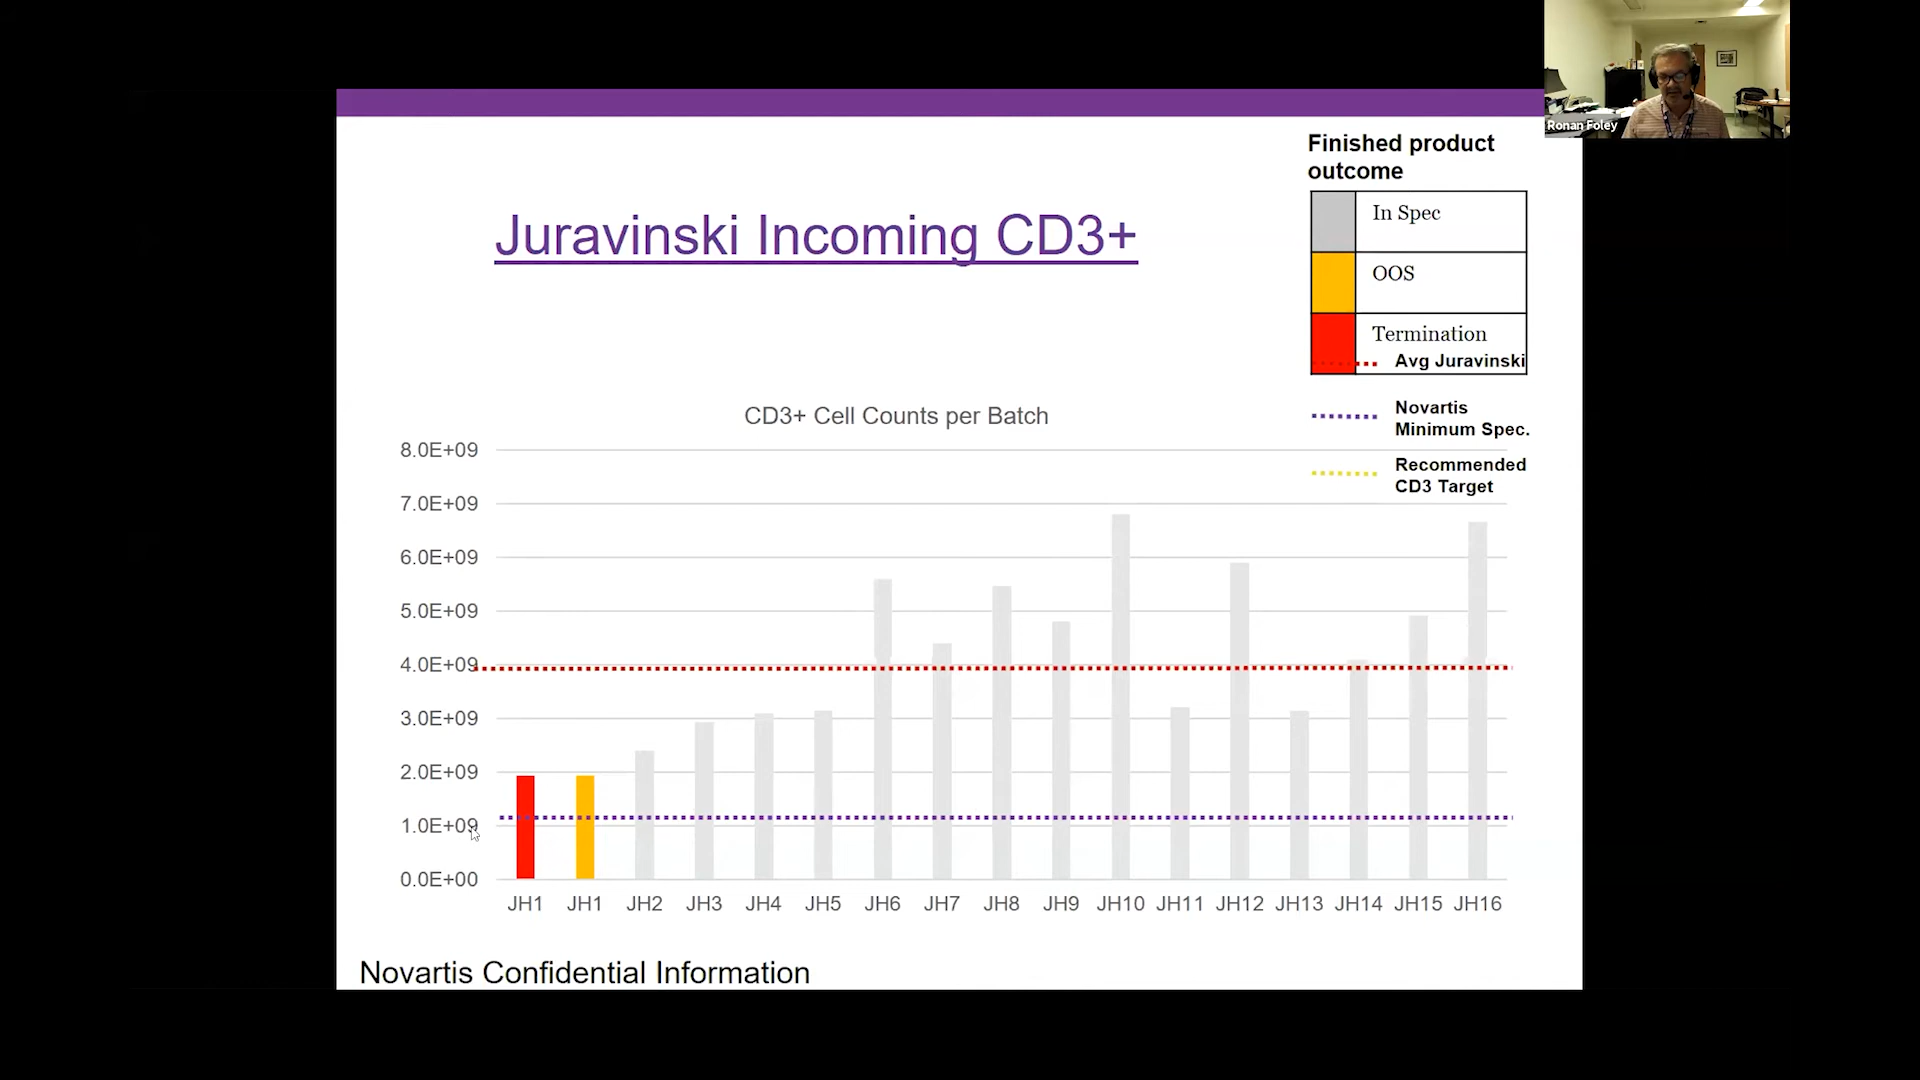 Ronan Foley
Finished product
outcome
In Spec
OOS
Termination
Avg Juravinski
Novartis
Minimum Spec.
Recommended
CD3 Target
Juravinski Incoming CD3+
CD3+ Cell Counts per Batch
8.0E+09
7.0E+09
6.0E+09
5.0E+09
4.0E+09
3.0E+09
2.0E+09
1.0E+09
0.0E+00
JH1 JH1 JH2 JH3 JH4 JH5 JH6 JH7 JH8 JH9 JH10 JH11 JH12 JH13 JH14 JH15 JH16
Novartis Confidential Information